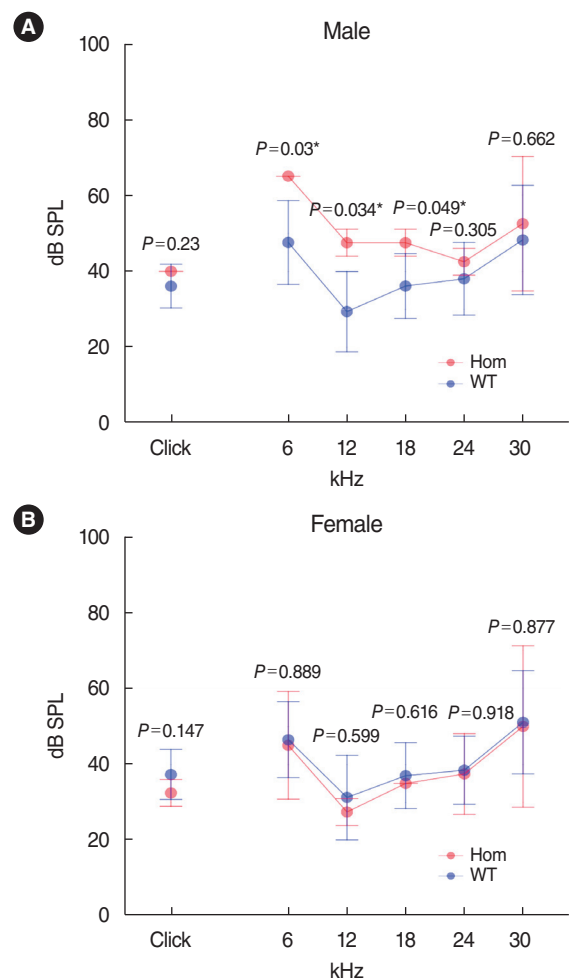 A
Male
100
80
60
40
20
0
dB SPL
P=0.23
P=0.03*
P=0.034*
P=0.049*
P=0.305
P=0.662
Hom
WT
Click
6
12
18
24
30
kHz
B
Female
100
80
60
40
20
0
dB SPL
P=0.147
P=0.889
P=0.599
P=0.616
P=0.918
P=0.877
Hom
WT
Click
6
12
18
24
30
kHz